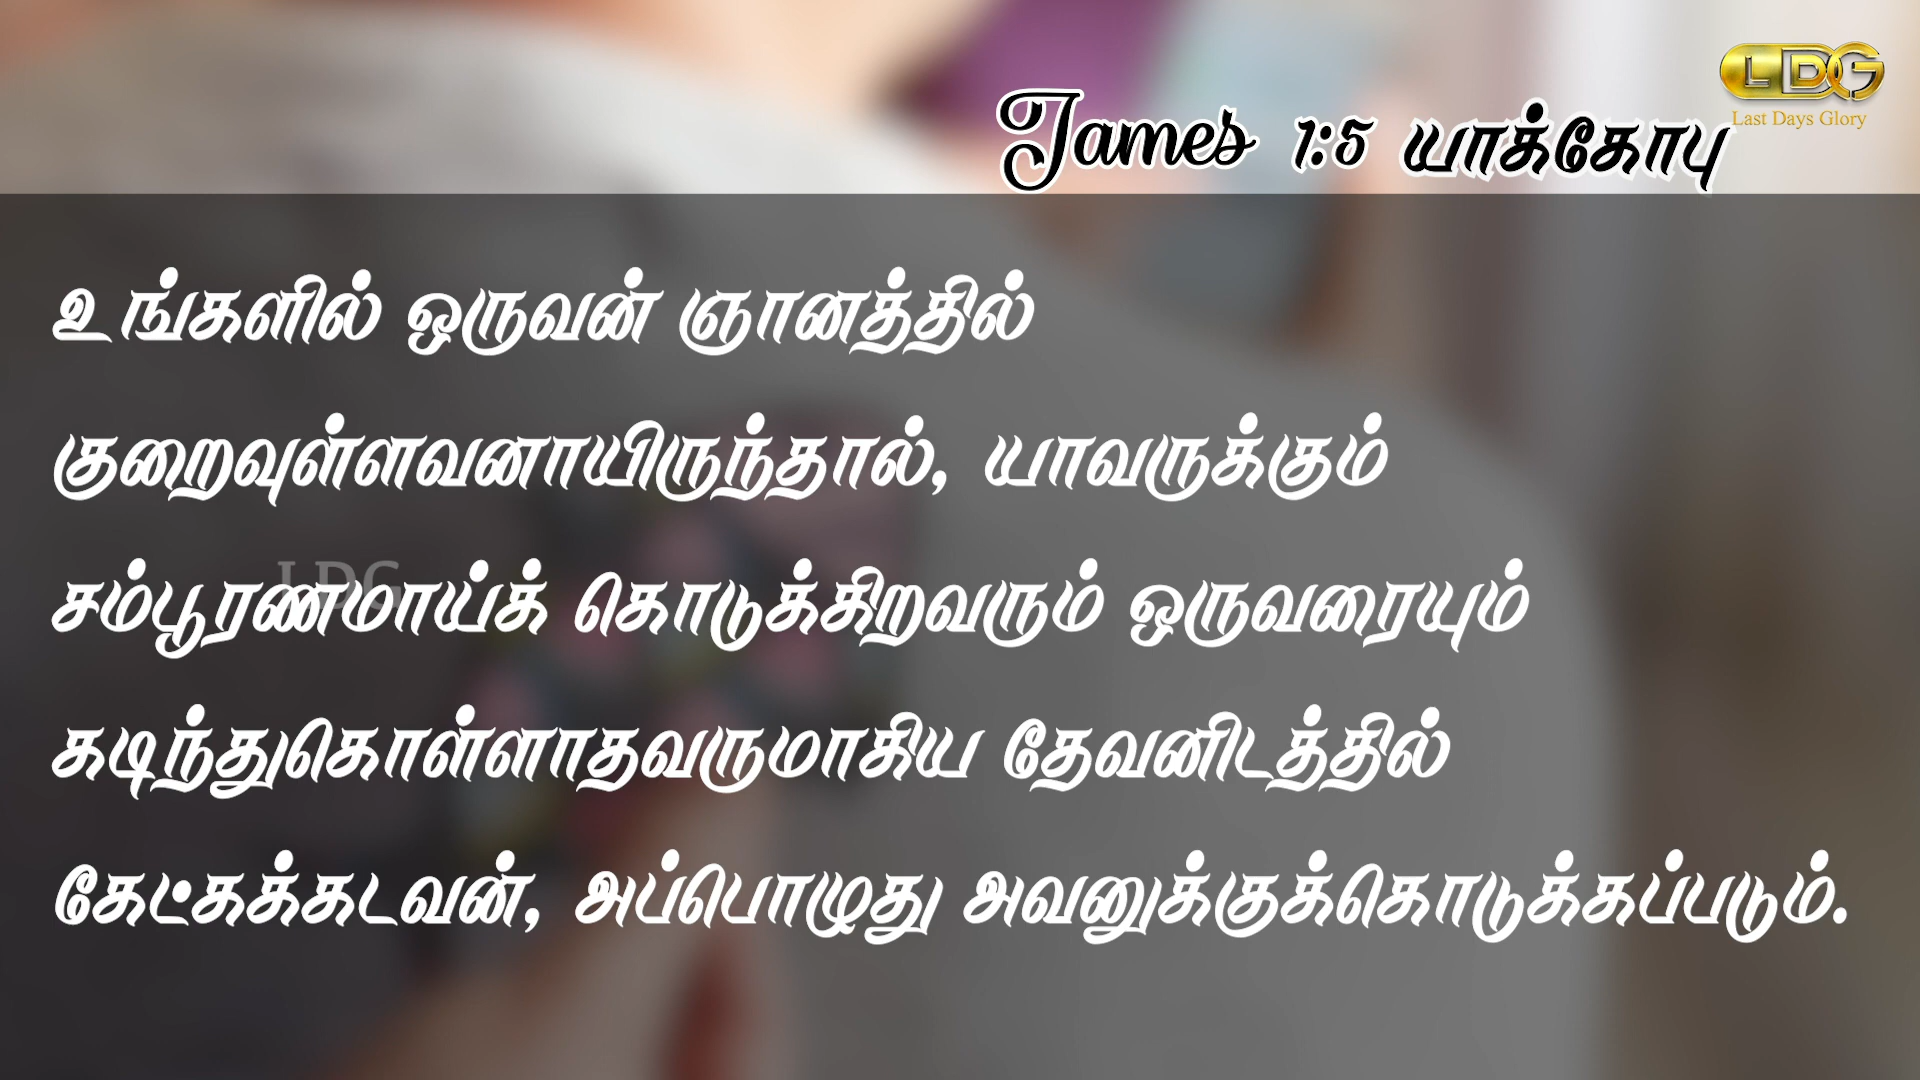 LDG
Last Days Glory
James 1:5 யாக்கோபு
உங்களில் ஒருவன் ஞானத்தில்
குறைவுள்ளவனாயிருந்தால், யாவருக்கும்
சம்பூரணமாய்க் கொடுக்கிறவரும் ஒருவரையும்
LDG
கடிந்துகொள்ளாதவருமாகிய தேவனிடத்தில்
கேட்கக்கடவன், அப்பொழுது அவனுக்குக்கொடுக்கப்படும்.